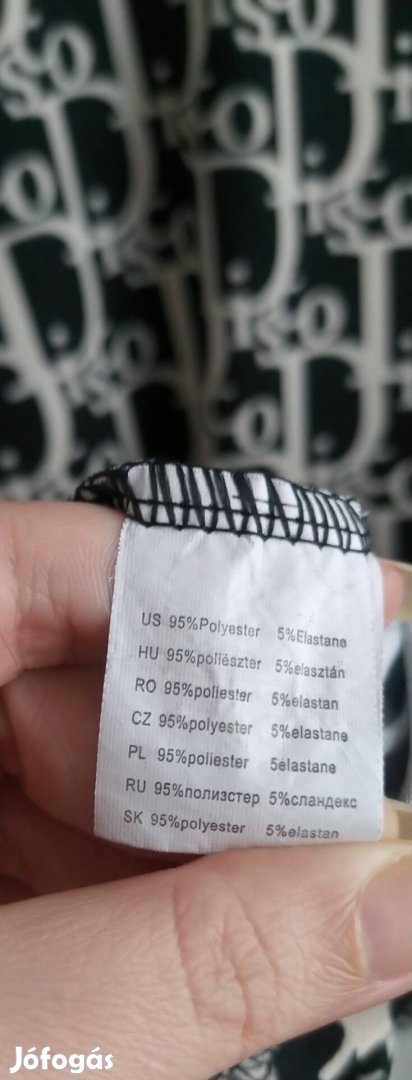 US 95%Polyester 5%Elastane
HU 95%poliészter 5%elasztán
RO 95%poliester 5%elastan
CZ 95%polyester 5%elastane
PL 95%poliester 5elastane
RU 95%полизстер 5%сландекс
SK 95%polyester 5%elastan
Jófogás